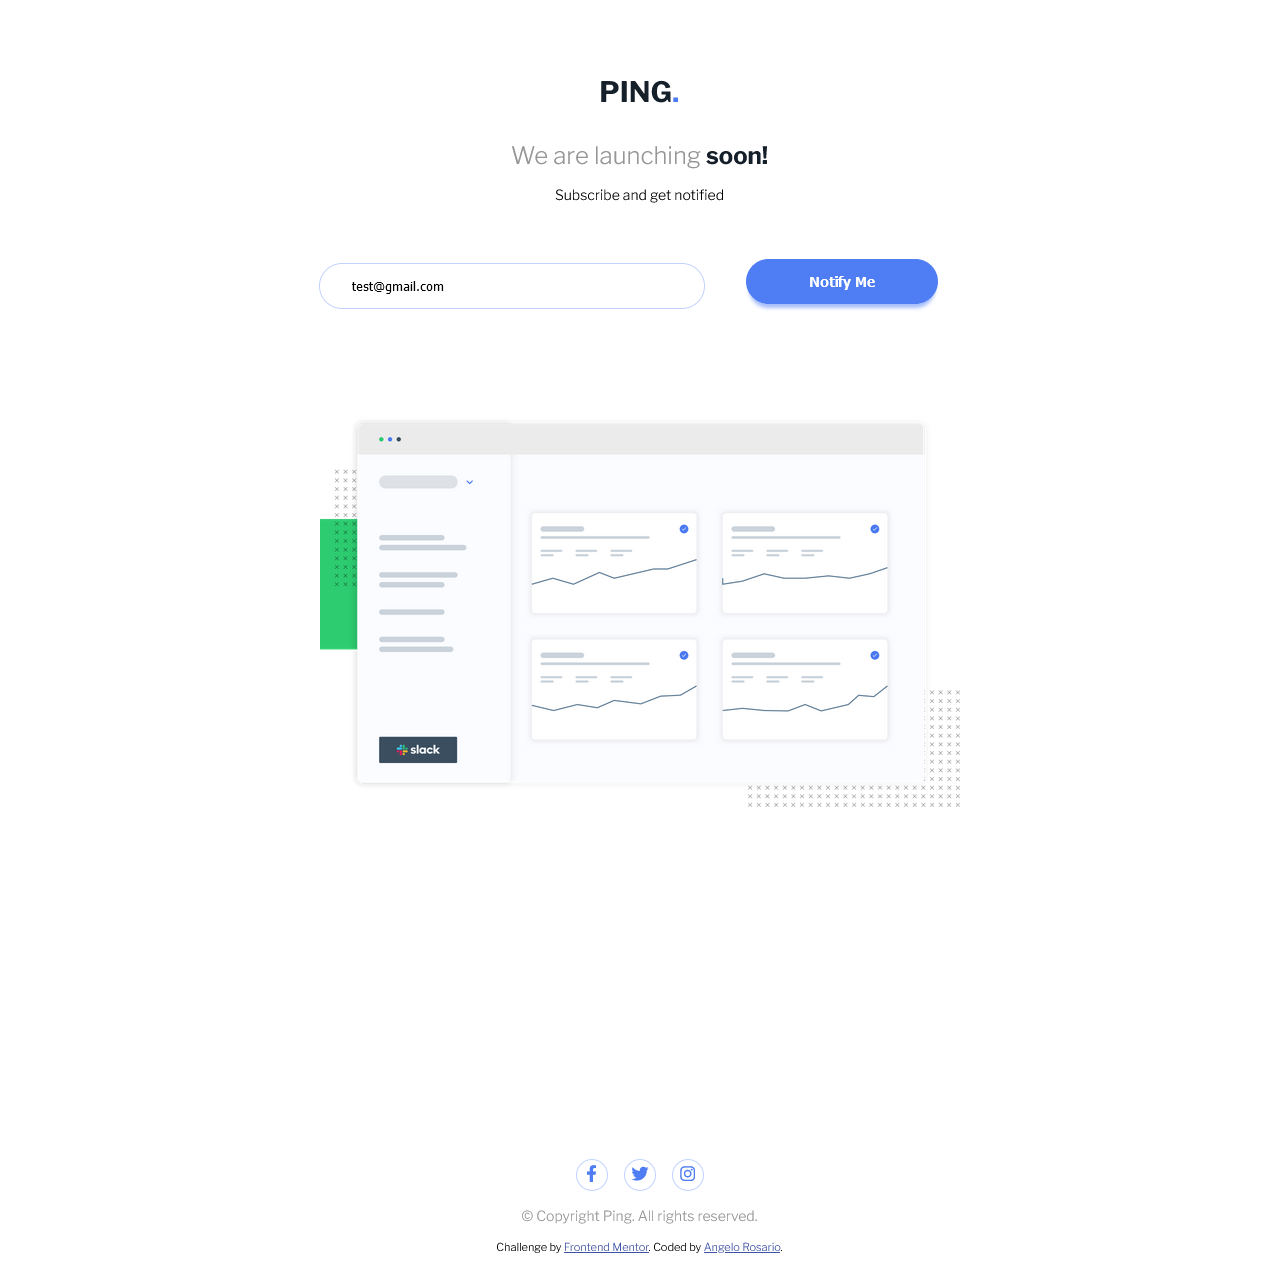 PING.
We are launching soon!
Subscribe and get notified
test@gmail.com
Notify Me
slack
© Copyright Ping. All rights reserved.
Challenge by Frontend Mentor. Coded by Angelo Rosario.